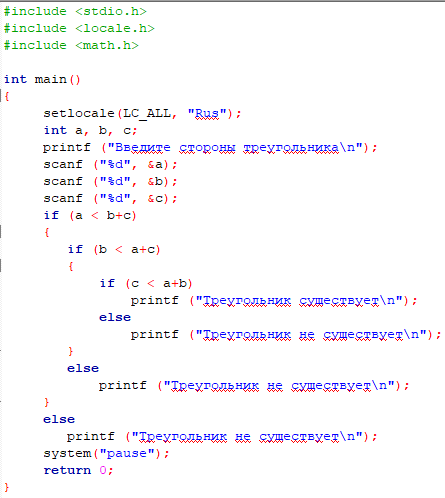 #include <stdio.h>
#include <locale.h>
#include <math.h>
int main()
{
setlocale(LC_ALL, "Rus");
int a, b, c;
printf ("Введите стороны треугольника\n");
scanf ("%d", &a);
scanf ("%d", &b);
scanf ("%d", &c);
if (a < b+c)
{
if (b < a+c)
{
if (c < a+b)
printf ("Треугольник существует\n");
else
printf ("Треугольник не существует\n");
}
else
printf ("Треугольник не существует\n");
}
else
printf ("Треугольник не существует\n");
system("pause");
return 0;
}